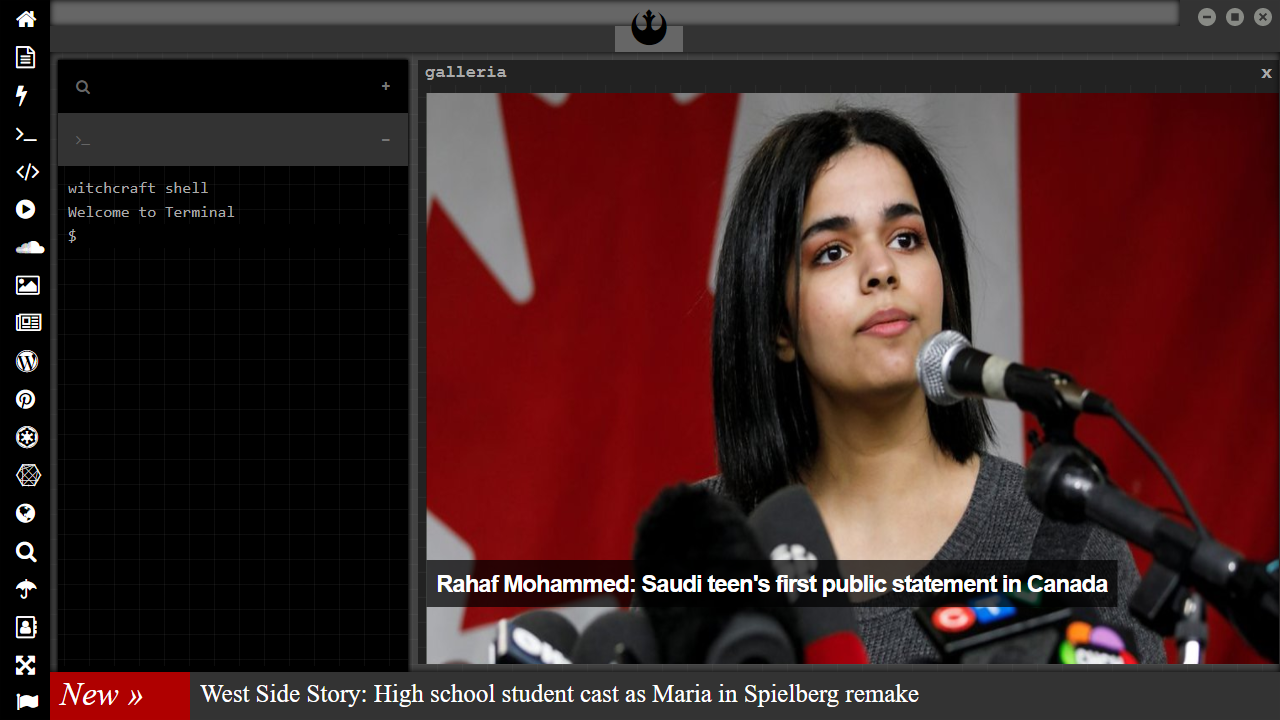 galleria
x
+
>_
−
witchcraft shell
Welcome to Terminal
$
Rahaf Mohammed: Saudi teen's first public statement in Canada
New »
West Side Story: High school student cast as Maria in Spielberg remake